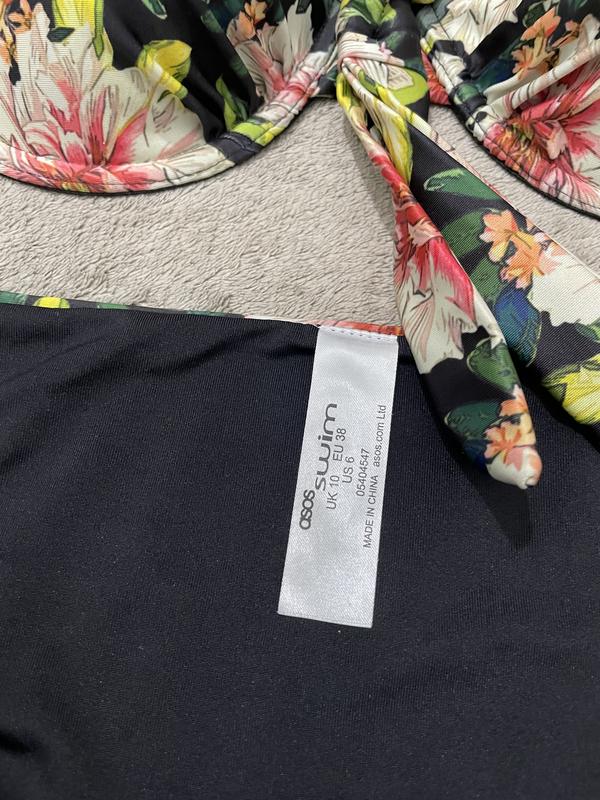 asos
swim
UK 10 EU 38
US 6
05404547
MADE IN CHINA asos.com Ltd